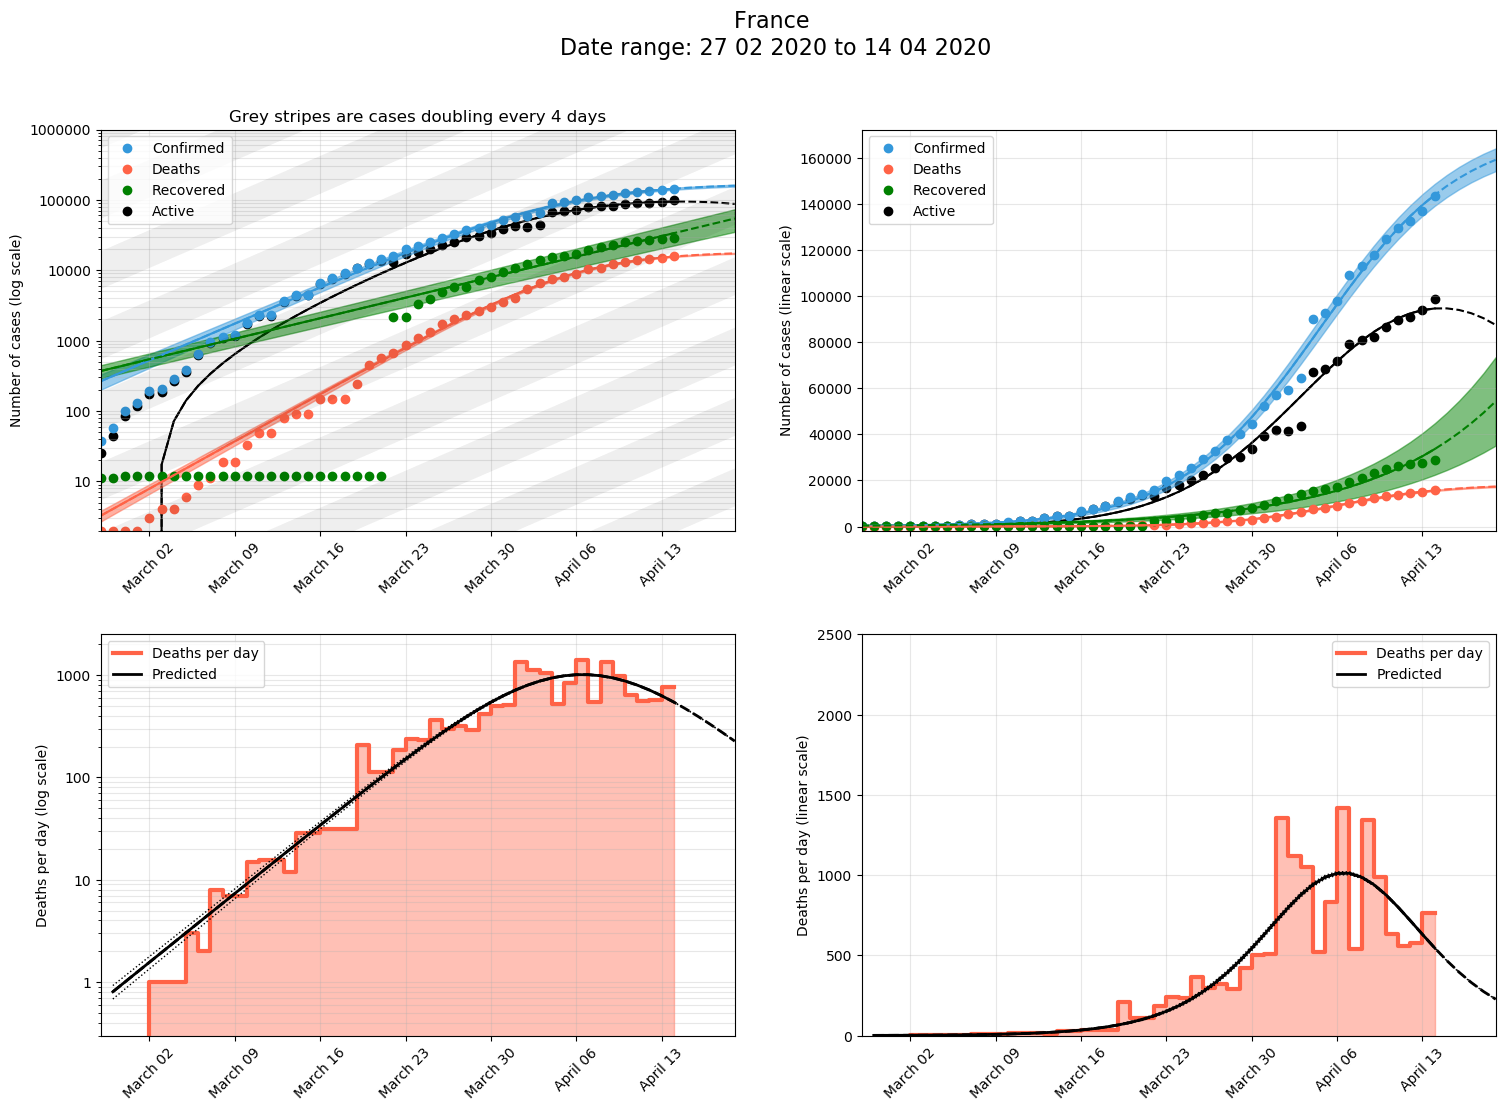 France
Date range: 27 02 2020 to 14 04 2020
Grey stripes are cases doubling every 4 days
Number of cases (log scale)
1000000
100000
10000
1000
100
10
Confirmed
Deaths
Recovered
Active
March 02
March 09
March 16
March 23
March 30
April 06
April 13
Number of cases (linear scale)
160000
140000
120000
100000
80000
60000
40000
20000
0
Confirmed
Deaths
Recovered
Active
March 02
March 09
March 16
March 23
March 30
April 06
April 13
Deaths per day (log scale)
1000
100
10
1
Deaths per day
Predicted
March 02
March 09
March 16
March 23
March 30
April 06
April 13
Deaths per day (linear scale)
2500
2000
1500
1000
500
0
Deaths per day
Predicted
March 02
March 09
March 16
March 23
March 30
April 06
April 13